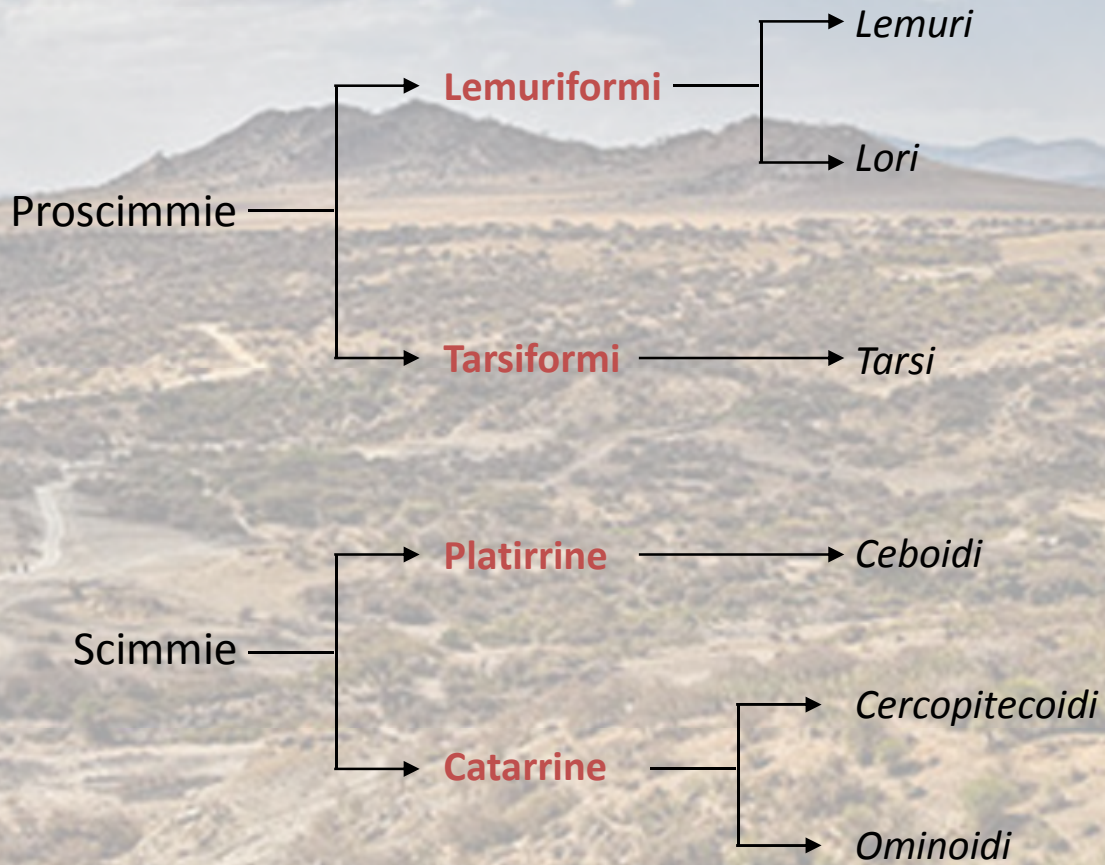 Lemuri
Lemuriformi
Lori
Proscimmie
Tarsiformi
Tarsi
Platirrine
Ceboidi
Scimmie
Cercopitecoidi
Catarrine
Ominoidi